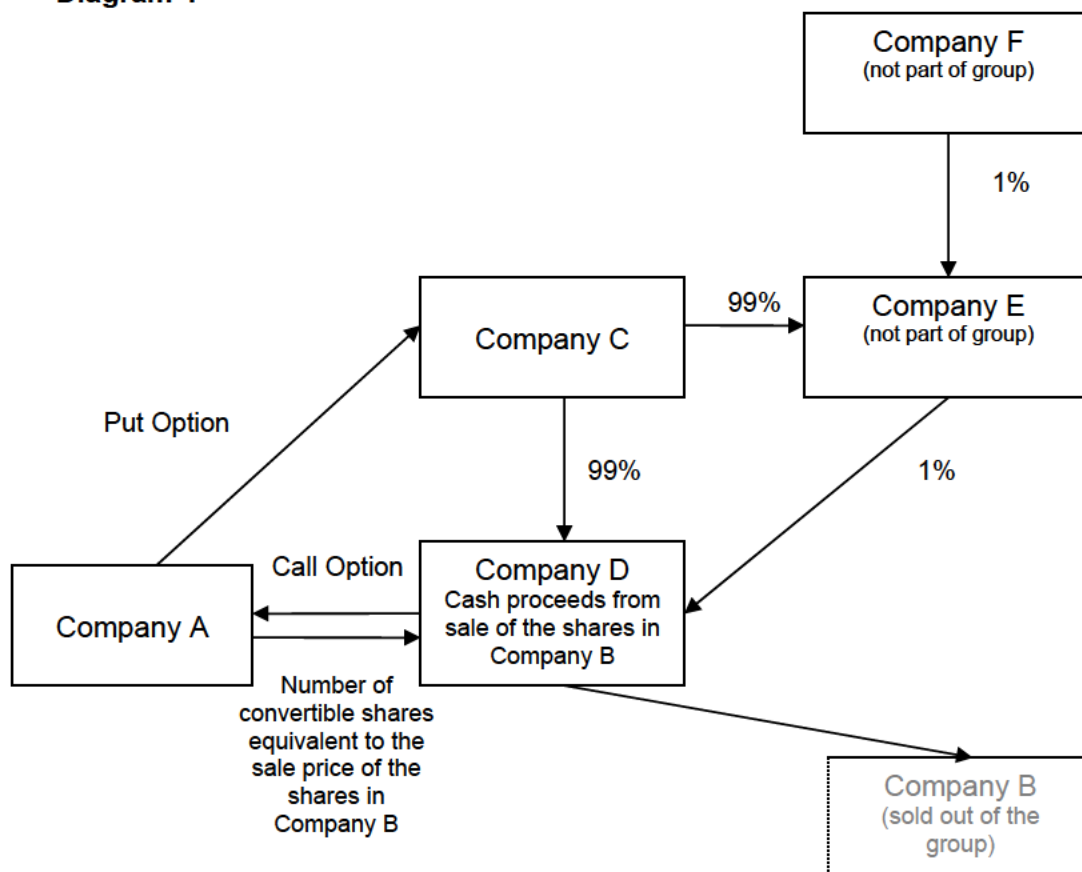 Company F
(not part of group)
1%
99%
Company E
(not part of group)
Company C
Put Option
99%
1%
Call Option
Company D
Cash proceeds from
sale of the shares in
Company B
Company A
Number of
convertible shares
equivalent to the
sale price of the
shares in
Company B
Company B
(sold out of the
group)